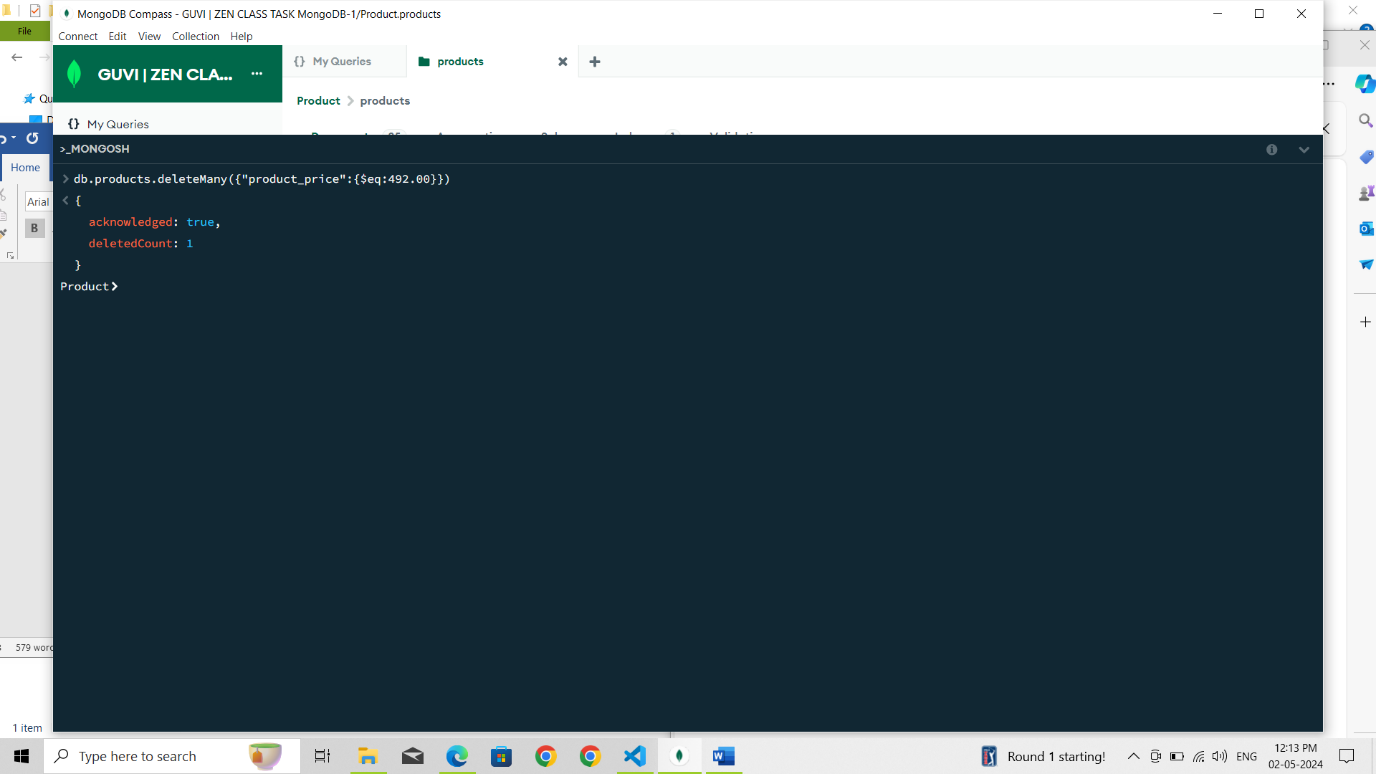 MongoDB Compass - GUVI | ZEN CLASS TASK MongoDB-1/Product.products
File
Connect Edit View Collection Help
GUVI | ZEN CLA... ...
{} My Queries
products
Product > products
{} My Queries
>_MONGOSH
Home
db.products.deleteMany({"product_price":{$eq:492.00}})
{
acknowledged: true,
deletedCount: 1
}
Product>
Arial
B
579 word
1 item
Type here to search
Round 1 starting!
ENG
12:13 PM
02-05-2024